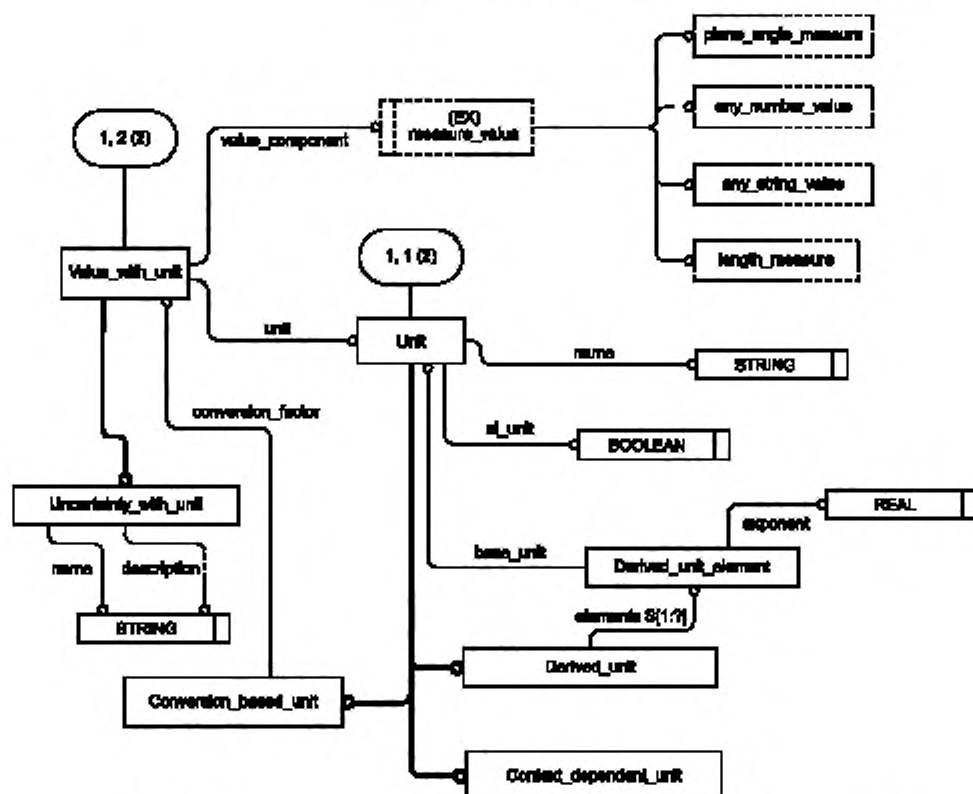 plane_angle_measure
1, 2 (2)
value_component
(EX)
measure_value
any_number_value
any_string_value
1, 1 (2)
Value_with_unit
length_measure
unit
Unit
name
STRING
conversion_factor
si_unit
BOOLEAN
Uncertainty_with_unit
exponent
REAL
name
description
base_unit
Derived_unit_element
STRING
elements S[1:?]
Derived_unit
Conversion_based_unit
Context_dependent_unit